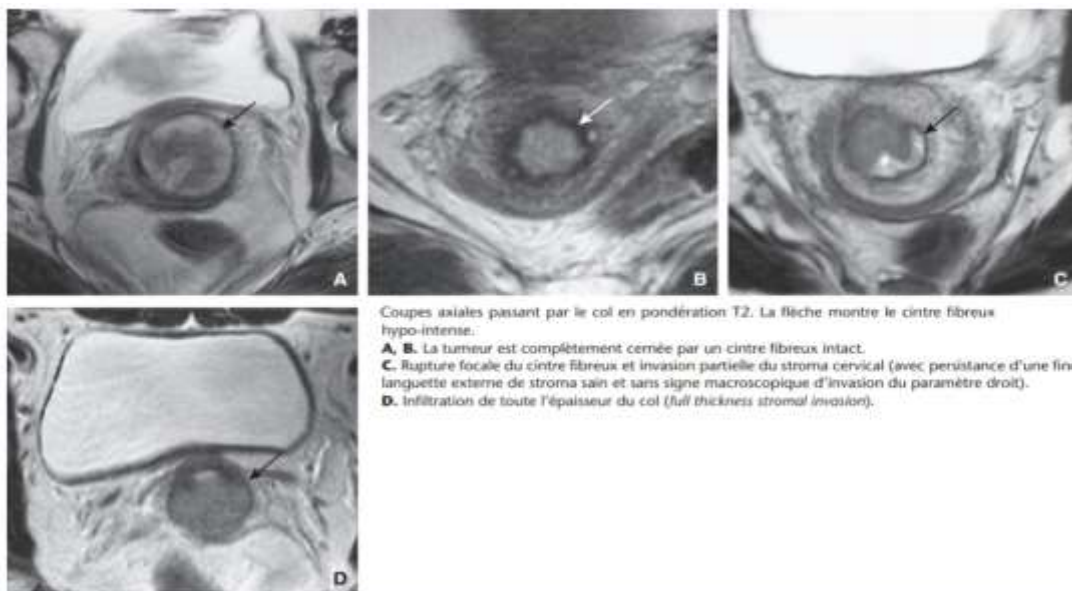 A
B
C
Coupes axiales passant par le col en pondération T2. La flèche montre le cintre fibreux
hypo-intense.
A, B. La tumeur est complètement cernée par un cintre fibreux intact.
C. Rupture focale du cintre fibreux et invasion partielle du stroma cervical (avec persistance d'une fine
languette externe de stroma sain et sans signe macroscopique d'invasion du paramètre droit).
D. Infiltration de toute l'épaisseur du col (full thickness stromal invasion).
D